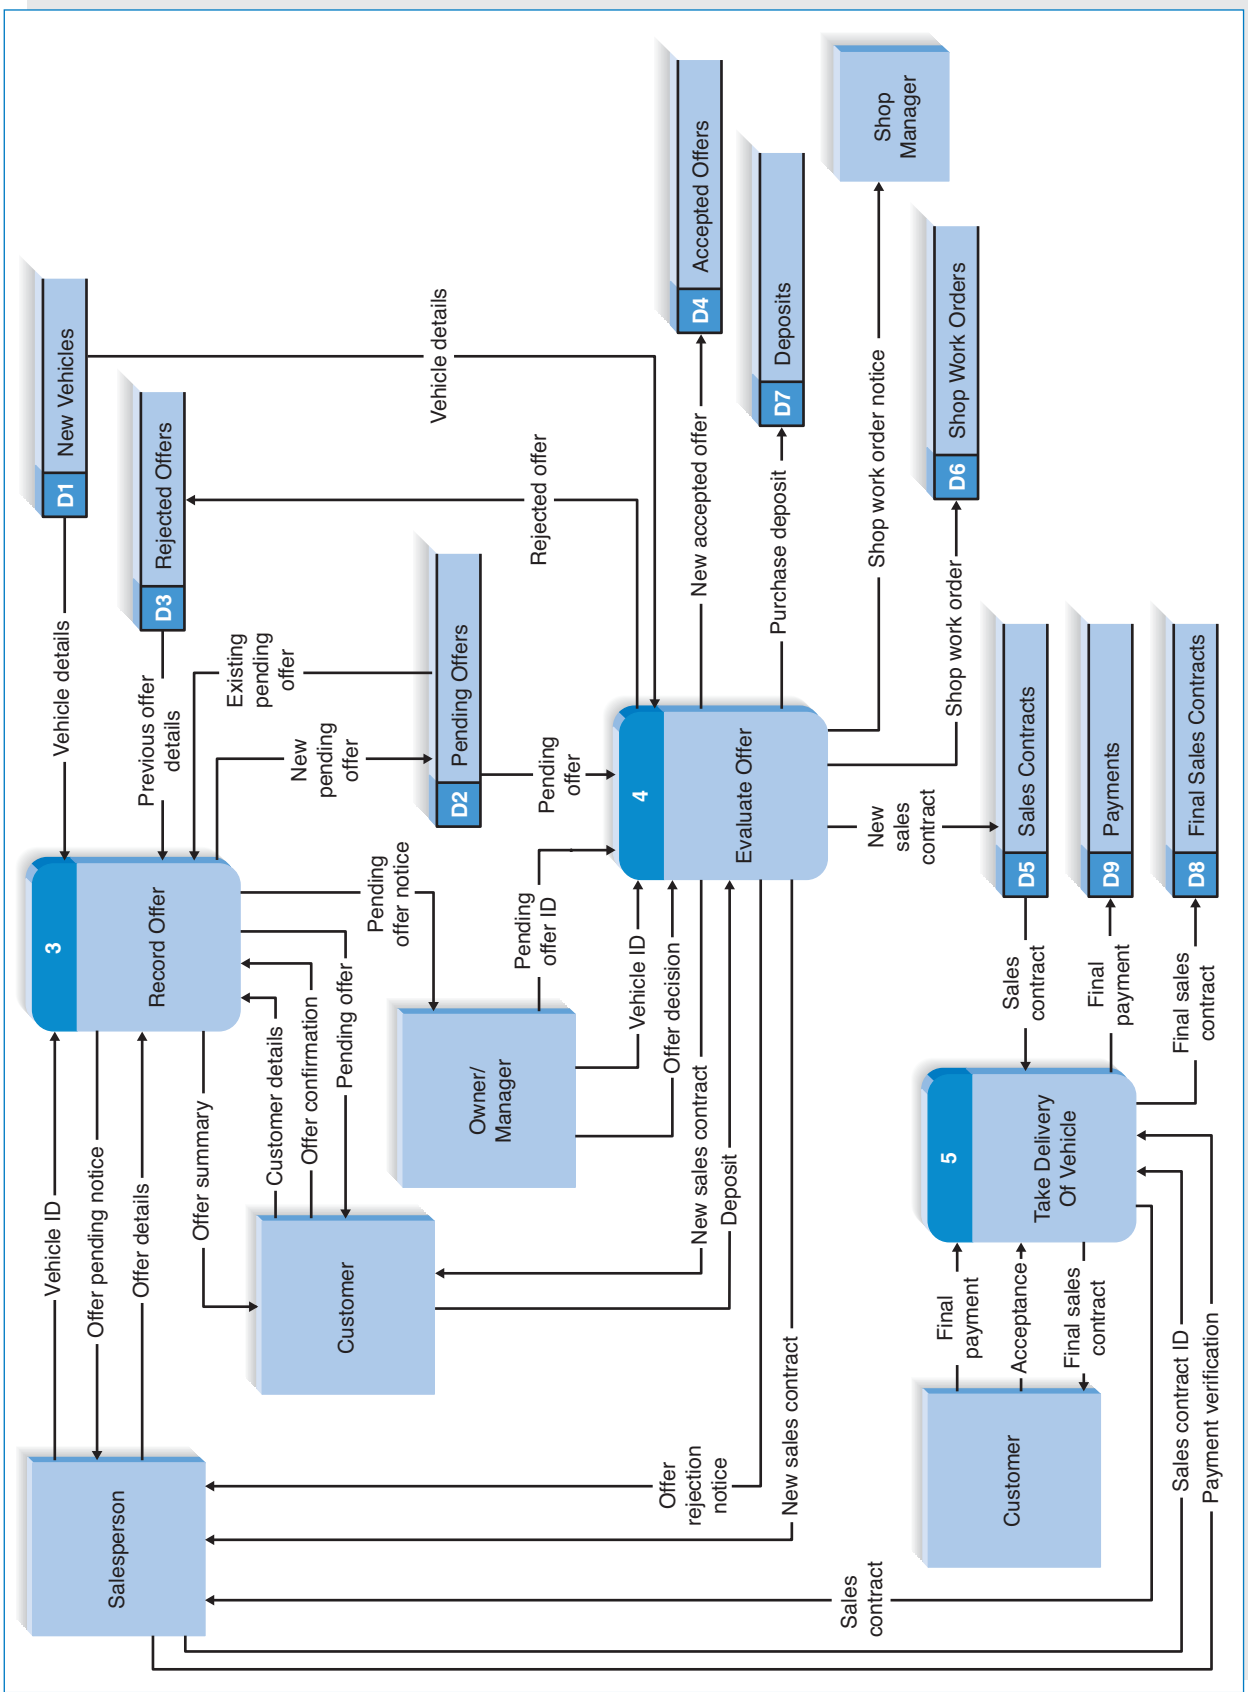 Salesperson
Vehicle ID
Offer pending notice
Offer details
Offer summary
3
Record Offer
Vehicle details
D1
New Vehicles
Previous offer
details
D3
Rejected Offers
Existing
pending
offer
New
pending
offer
D2
Pending Offers
Customer
Customer details
Offer confirmation
Pending offer
Pending
offer notice
Owner/
Manager
Pending
offer ID
Pending
offer
Vehicle details
Rejected offer
Vehicle ID
Offer decision
New sales contract
Deposit
Offer
rejection
notice
New sales contract
4
Evaluate Offer
New accepted offer
D4
Accepted Offers
Purchase deposit
D7
Deposits
Shop work order notice
Shop
Manager
Shop work order
D6
Shop Work Orders
New
sales
contract
D5
Sales Contracts
Sales
contract
D9
Payments
Final
payment
D8
Final Sales Contracts
Final sales
contract
5
Take Delivery
Of Vehicle
Final
payment
Acceptance
Final sales
contract
Customer
Sales
contract
Sales contract ID
Payment verification